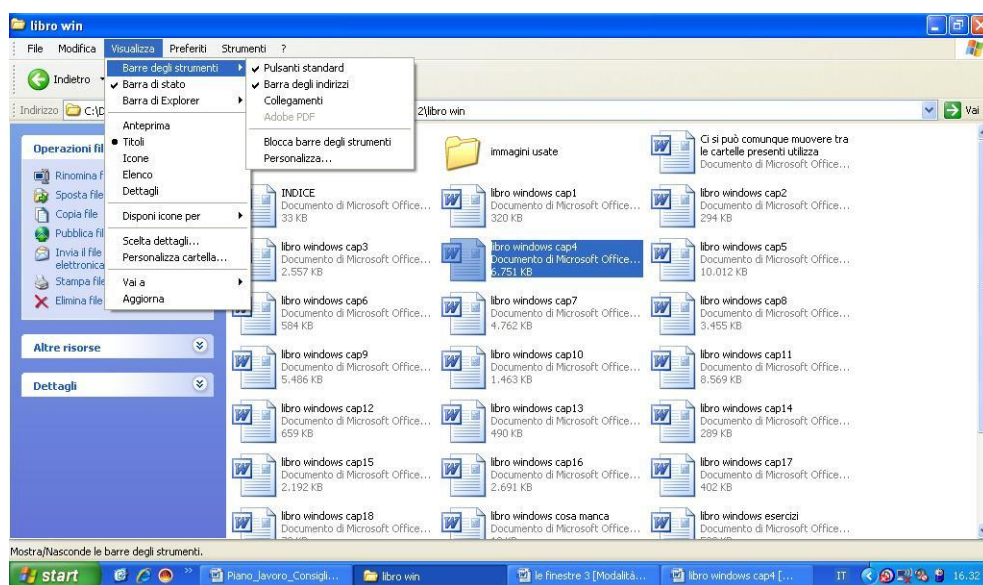 libro win
File Modifica Visualizza Preferiti Strumenti ?
Indietro
Indirizzo C:\D 2\libro win Vai
Barre degli strumenti
Barra di stato
Barra di Explorer
Anteprima
Titoli
Icone
Elenco
Dettagli
Disponi icone per
Scelta dettagli...
Personalizza cartella...
Vai a
Aggiorna
Pulsanti standard
Barra degli indirizzi
Collegamenti
Adobe PDF
Blocca barre degli strumenti
Personalizza...
Operazioni fil
Rinomina f
Sposta file
Copia file
Pubblica fil
Invia il file
elettronica
Stampa file
Elimina file
Altre risorse
Dettagli
immagini usate
Ci si può comunque muovere tra
le cartelle presenti utilizza
Documento di Microsoft Office...
INDICE
Documento di Microsoft Office...
33 KB
libro windows cap1
Documento di Microsoft Office...
320 KB
libro windows cap2
Documento di Microsoft Office...
294 KB
libro windows cap3
Documento di Microsoft Office...
2.557 KB
libro windows cap4
Documento di Microsoft Office...
6.751 KB
libro windows cap5
Documento di Microsoft Office...
10.012 KB
libro windows cap6
Documento di Microsoft Office...
584 KB
libro windows cap7
Documento di Microsoft Office...
4.762 KB
libro windows cap8
Documento di Microsoft Office...
3.455 KB
libro windows cap9
Documento di Microsoft Office...
5.486 KB
libro windows cap10
Documento di Microsoft Office...
1.463 KB
libro windows cap11
Documento di Microsoft Office...
8.569 KB
libro windows cap12
Documento di Microsoft Office...
659 KB
libro windows cap13
Documento di Microsoft Office...
490 KB
libro windows cap14
Documento di Microsoft Office...
289 KB
libro windows cap15
Documento di Microsoft Office...
2.192 KB
libro windows cap16
Documento di Microsoft Office...
2.691 KB
libro windows cap17
Documento di Microsoft Office...
402 KB
libro windows cap18
Documento di Microsoft Office...
libro windows cosa manca
Documento di Microsoft Office...
libro windows esercizi
Documento di Microsoft Office...
Mostra/Nasconde le barre degli strumenti.
start Piano_lavoro_Consigli... libro win le finestre 3 [Modalità... libro windows cap4 [... IT 16.32